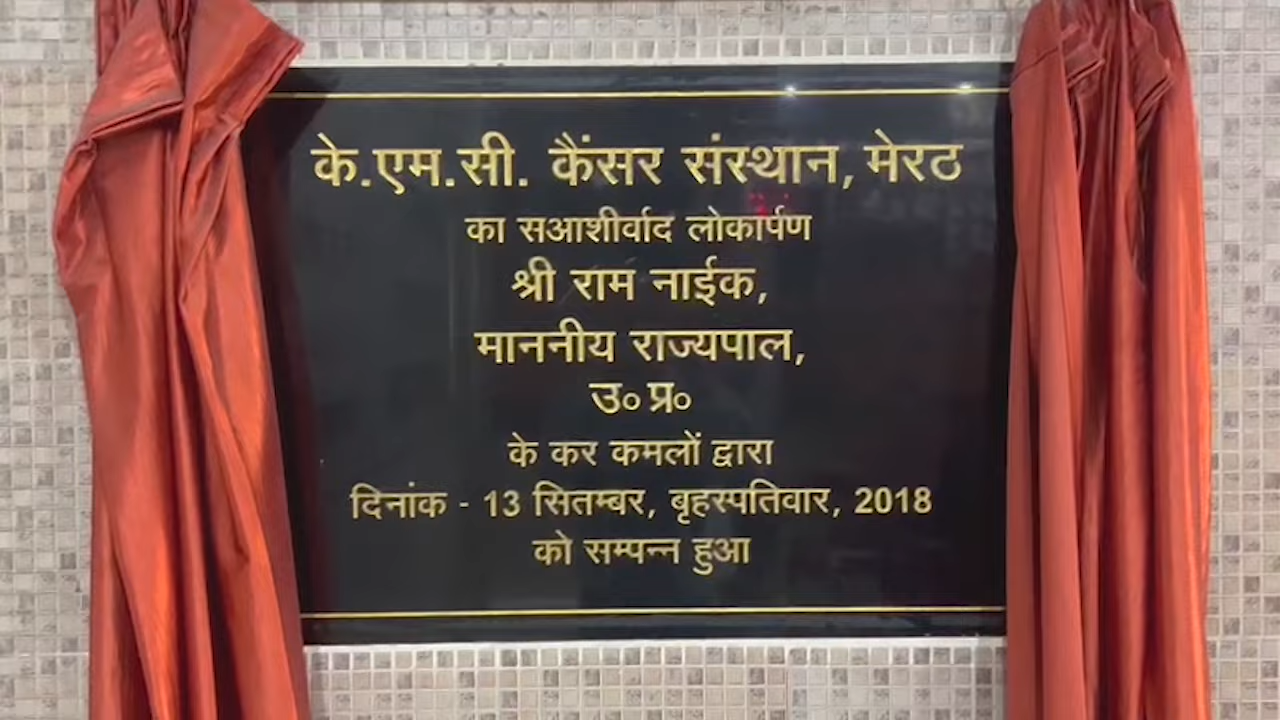 के.एम.सी. कैंसर संस्थान, मेरठ
का सआशीर्वाद लोकार्पण
श्री राम नाईक,
माननीय राज्यपाल,
उ० प्र०
के कर कमलों द्वारा
दिनांक - 13 सितम्बर, बृहस्पतिवार, 2018
को सम्पन्न हुआ